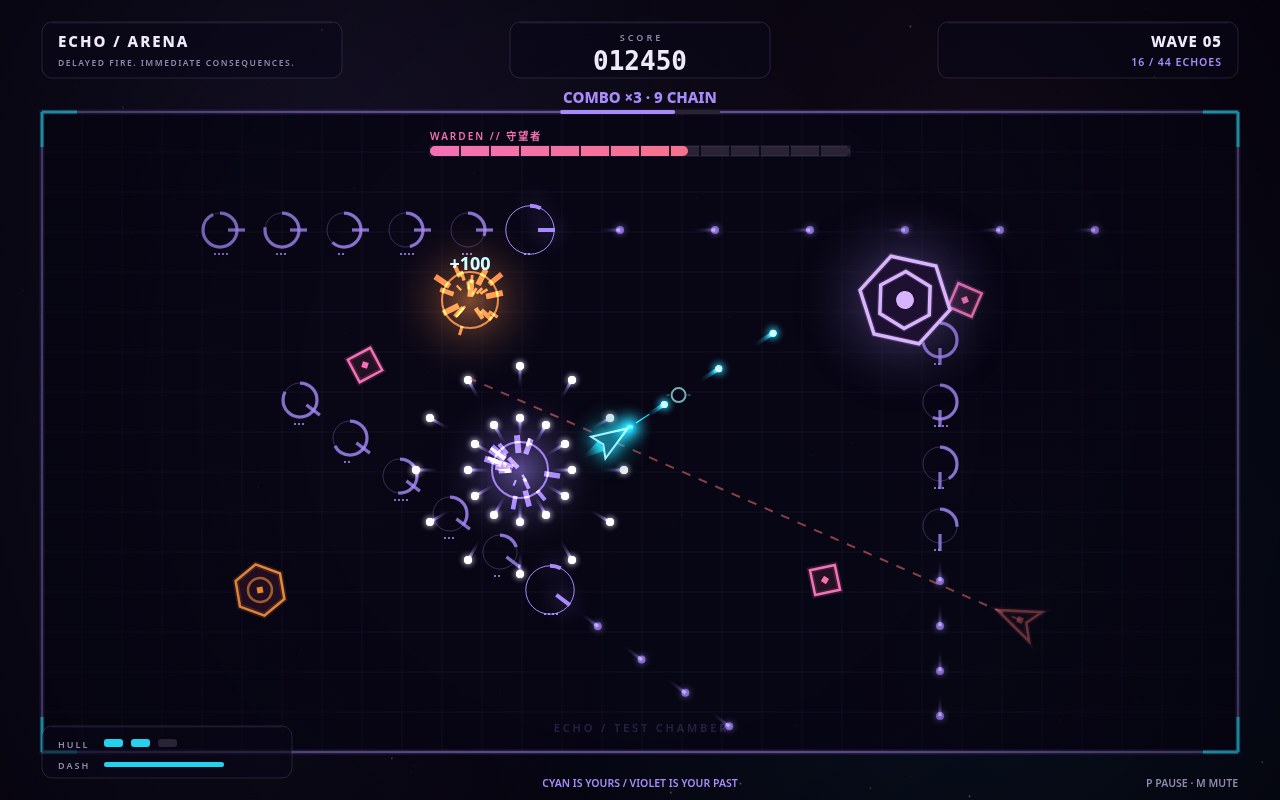 ECHO / ARENA
DELAYED FIRE. IMMEDIATE CONSEQUENCES.
SCORE
012450
WAVE 05
16 / 44 ECHOES
COMBO ×3 · 9 CHAIN
WARDEN // 守望者
+100
ECHO / TEST CHAMBER
HULL
DASH
CYAN IS YOURS / VIOLET IS YOUR PAST
P PAUSE · M MUTE